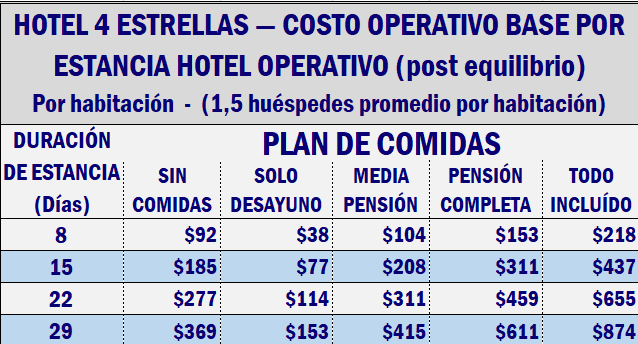 HOTEL 4 ESTRELLAS — COSTO OPERATIVO BASE POR
ESTANCIA HOTEL OPERATIVO (post equilibrio)
Por habitación - (1,5 huéspedes promedio por habitación)
DURACIÓN DE ESTANCIA (Días)
PLAN DE COMIDAS
SIN COMIDAS SOLO DESAYUNO MEDIA PENSIÓN PENSIÓN COMPLETA TODO INCLUÍDO
8 $92 $38 $104 $153 $218
15 $185 $77 $208 $311 $437
22 $277 $114 $311 $459 $655
29 $369 $153 $415 $611 $874